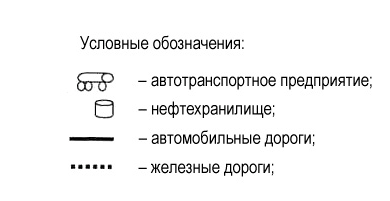 Условные обозначения:
– автотранспортное предприятие;
– нефтехранилище;
– автомобильные дороги;
– железные дороги;